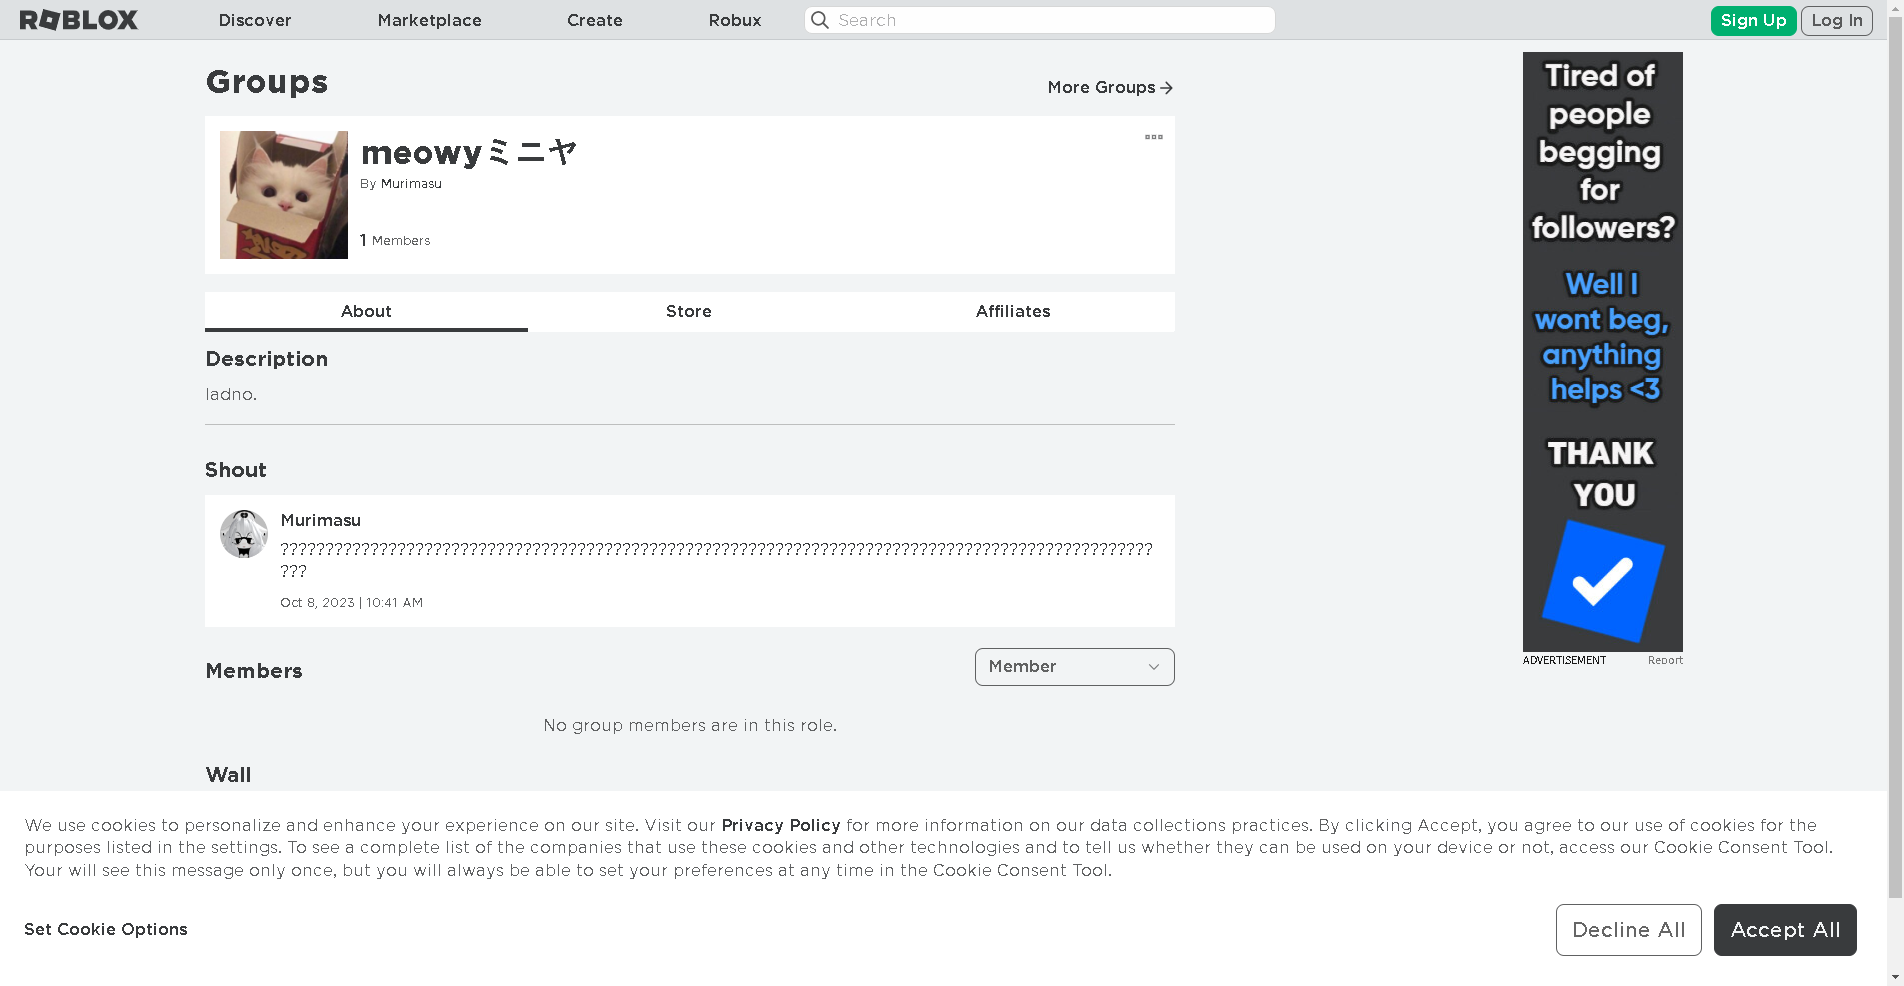 ROBLOX
Discover
Marketplace
Create
Robux
Search
Sign Up
Log In
Groups
More Groups
meowyミニヤ
By Murimasu
1 Members
About
Store
Affiliates
Description
ladno.
Shout
Murimasu
?????????????????????????????????????????????????????????????????????????????????????????????????
???
Oct 8, 2023 | 10:41 AM
Members
Member
No group members are in this role.
Wall
Tired of
people
begging
for
followers?
Well I
wont beg,
anything
helps <3
THANK
YOU
ADVERTISEMENT
Report
We use cookies to personalize and enhance your experience on our site. Visit our Privacy Policy for more information on our data collections practices. By clicking Accept, you agree to our use of cookies for the
purposes listed in the settings. To see a complete list of the companies that use these cookies and other technologies and to tell us whether they can be used on your device or not, access our Cookie Consent Tool.
Your will see this message only once, but you will always be able to set your preferences at any time in the Cookie Consent Tool.
Set Cookie Options
Decline All
Accept All